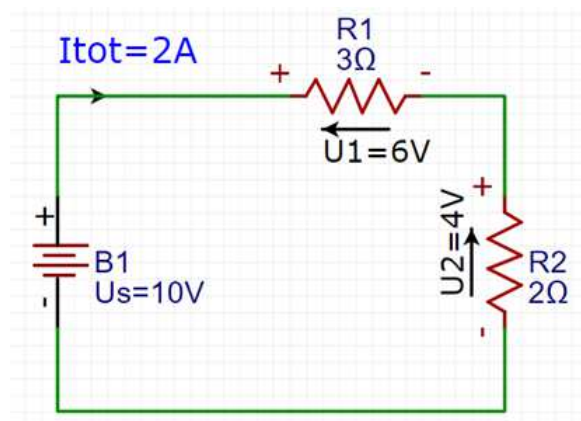 Itot=2A
R1
3Ω
+ -
U1=6V
+
B1
Us=10V
-
+
U2=4V
R2
2Ω
-